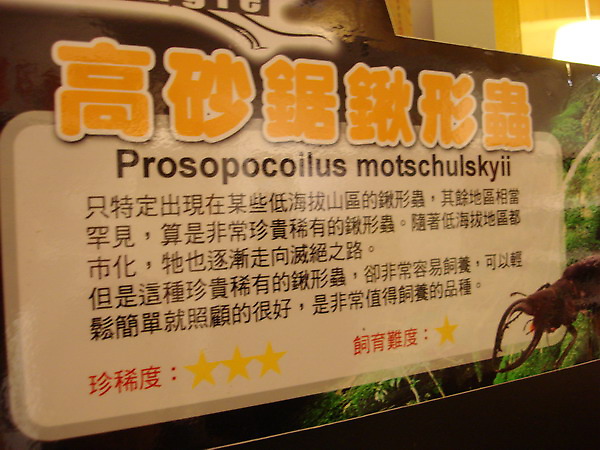 高砂鋸鍬形蟲
Prosopocoilus motschulskyii
只特定出現在某些低海拔山區的鍬形蟲，其餘地區相當
罕見，算是非常珍貴稀有的鍬形蟲。隨著低海拔地區都
市化，牠也逐漸走向滅絕之路。
但是這種珍貴稀有的鍬形蟲，卻非常容易飼養，可以輕
鬆簡單就照顧的很好，是非常值得飼養的品種。
珍稀度：★★★ 飼育難度：★